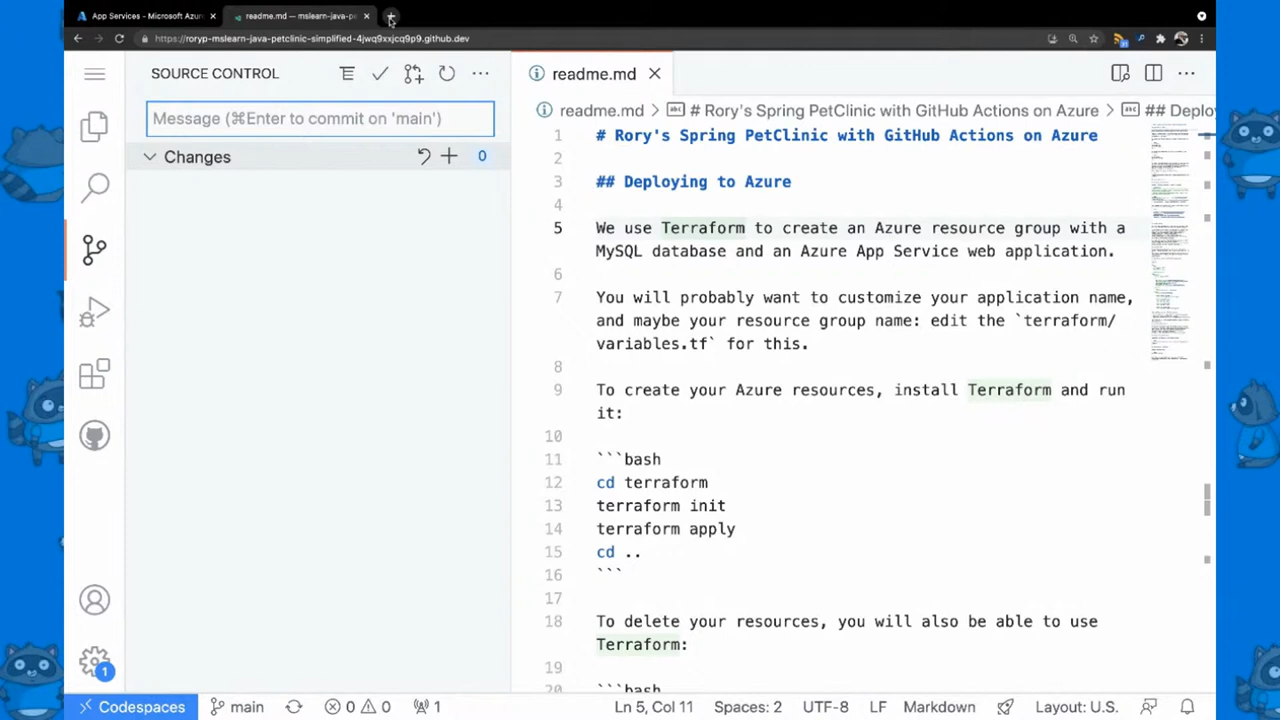 App Services - Microsoft Azur
readme.md — mslearn-java-pe
https://roryp-mslearn-java-petclinic-simplified-4jwq9xxjcq9p9.github.dev
SOURCE CONTROL
Message (⌘Enter to commit on 'main')
Changes
0
readme.md
readme.md > # Rory's Spring PetClinic with GitHub Actions on Azure > ## Deploy
1 # Rory's Spring PetClinic with GitHub Actions on Azure
2
3 ## Deploying to Azure
5 We use Terraform to create an Azure resource group with a
MySQL database and an Azure App Service web application.
6
You will probably want to customize your application name,
and maybe your resource group name: edit the `terraform/
variables.tf` for this.
8
9 To create your Azure resources, install Terraform and run
it:
10
11 ```bash
12 cd terraform
13 terraform init
14 terraform apply
15 cd ..
16 ```
17
18 To delete your resources, you will also be able to use
Terraform:
19
20 ```bash
1
Codespaces
main
0
0
1
Ln 5, Col 11
Spaces: 2
UTF-8
LF
Markdown
Layout: U.S.